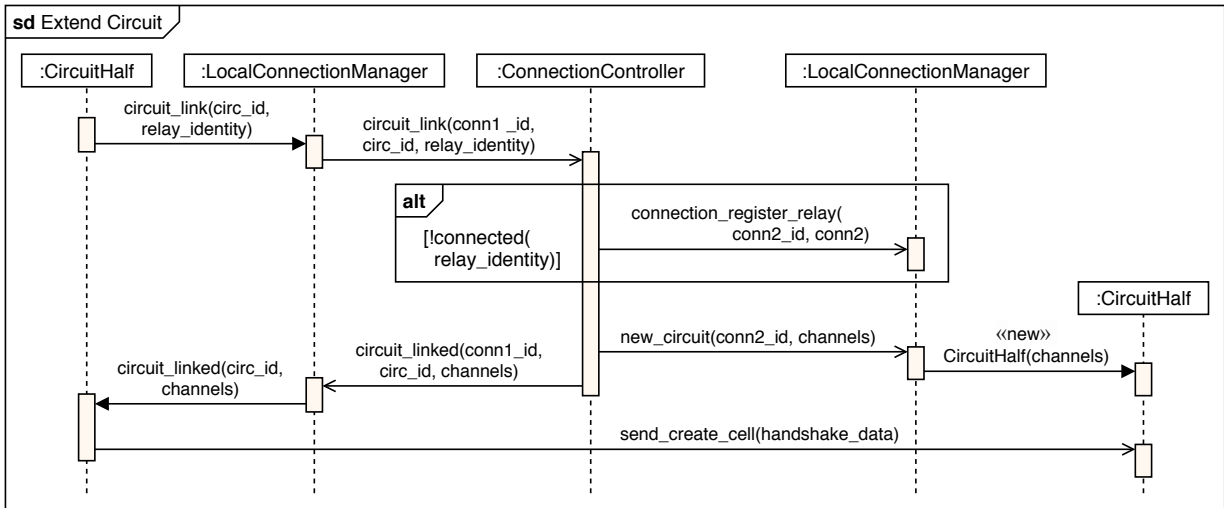 sd Extend Circuit
:CircuitHalf
:LocalConnectionManager
:ConnectionController
:LocalConnectionManager
circuit_link(circ_id,
relay_identity)
circuit_link(conn1 _id,
circ_id, relay_identity)
alt
[!connected(
relay_identity)]
connection_register_relay(
conn2_id, conn2)
:CircuitHalf
new_circuit(conn2_id, channels)
«new»
CircuitHalf(channels)
circuit_linked(conn1_id,
circ_id, channels)
circuit_linked(circ_id,
channels)
send_create_cell(handshake_data)